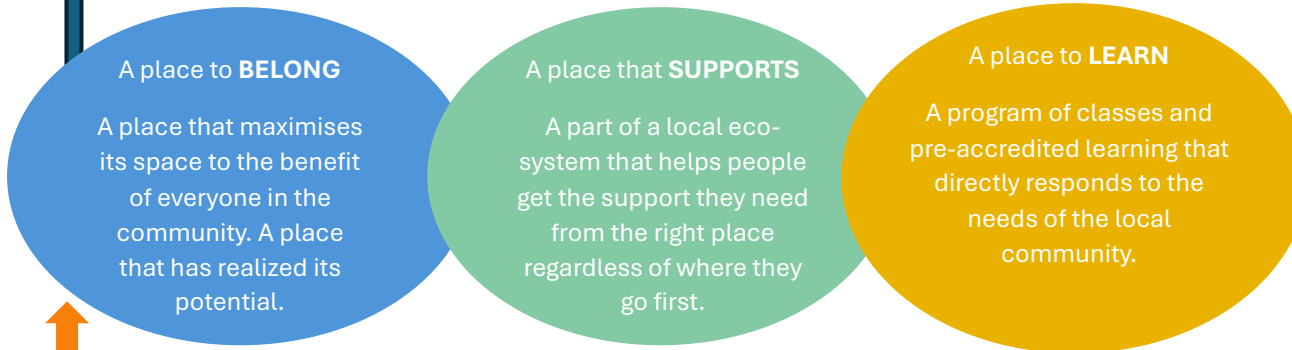 A place to BELONG
A place that maximises
its space to the benefit
of everyone in the
community. A place
that has realized its
potential.
A place that SUPPORTS
A part of a local eco-
system that helps people
get the support they need
from the right place
regardless of where they
go first.
A place to LEARN
A program of classes and
pre-accredited learning that
directly responds to the
needs of the local
community.